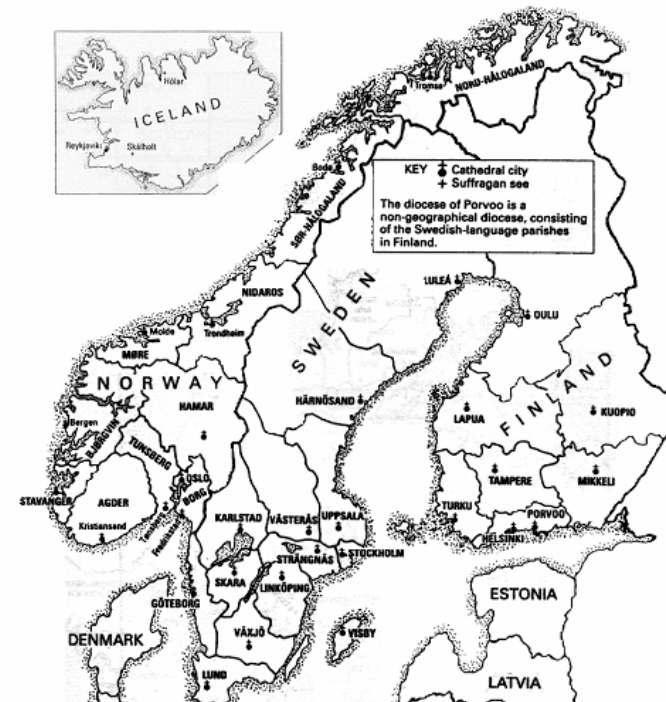 Hólar
ICELAND
Reykjavíki
Skálholt
Tromsø
NORD-HÅLOGALAND
Bodø
SØR-HÅLOGALAND
KEY
Cathedral city
Suffragan see
The diocese of Porvoo is a
non-geographical diocese, consisting
of the Swedish-language parishes
in Finland.
LULEÅ
OULU
NIDAROS
Molde
Trondheim
MØRE
SWEDEN
NORWAY
HAMAR
HÄRNÖSAND
FINLAND
LAPUA
KUOPIO
Bergen
BJØRGVIN
TUNSBERG
OSLO
BORG
STAVANGER
AGDER
Kristiansand
KARLSTAD
VÄSTERÅS
UPPSALA
TAMPERE
MIKKELI
TURKU
PORVOO
HELSINKI
STRÄNGNÄS
STOCKHOLM
SKARA
LINKÖPING
GÖTEBORG
ESTONIA
DENMARK
VÄXJÖ
VISBY
LUND
LATVIA